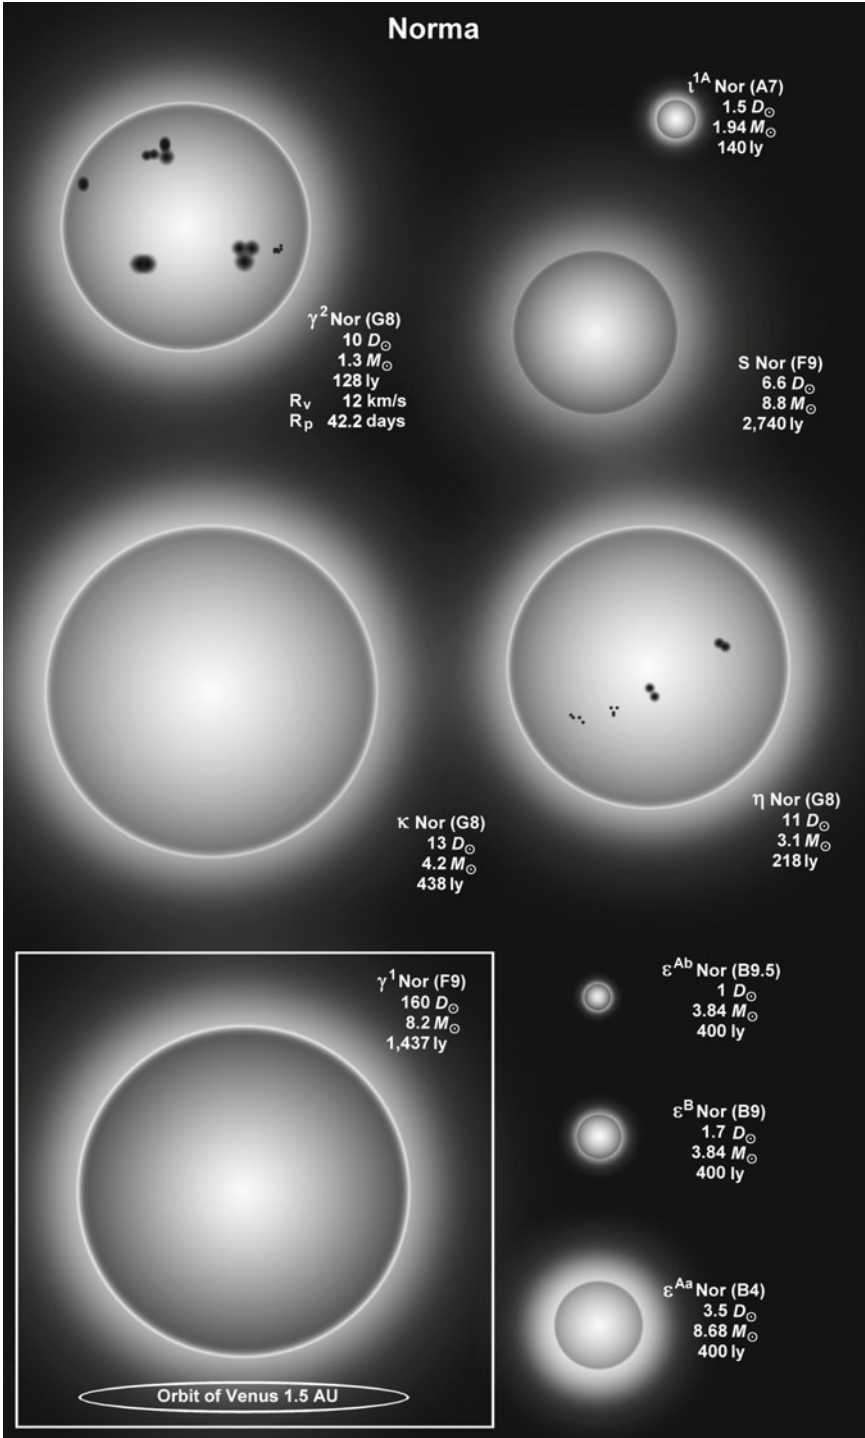 Norma
ι1A Nor (A7)
1.5 D☉
1.94 M☉
140 ly
γ2 Nor (G8)
10 D☉
1.3 M☉
128 ly
Rv 12 km/s
Rp 42.2 days
S Nor (F9)
6.6 D☉
8.8 M☉
2,740 ly
κ Nor (G8)
13 D☉
4.2 M☉
438 ly
η Nor (G8)
11 D☉
3.1 M☉
218 ly
γ1 Nor (F9)
160 D☉
8.2 M☉
1,437 ly
Orbit of Venus 1.5 AU
εAb Nor (B9.5)
1 D☉
3.84 M☉
400 ly
εB Nor (B9)
1.7 D☉
3.84 M☉
400 ly
εAa Nor (B4)
3.5 D☉
8.68 M☉
400 ly